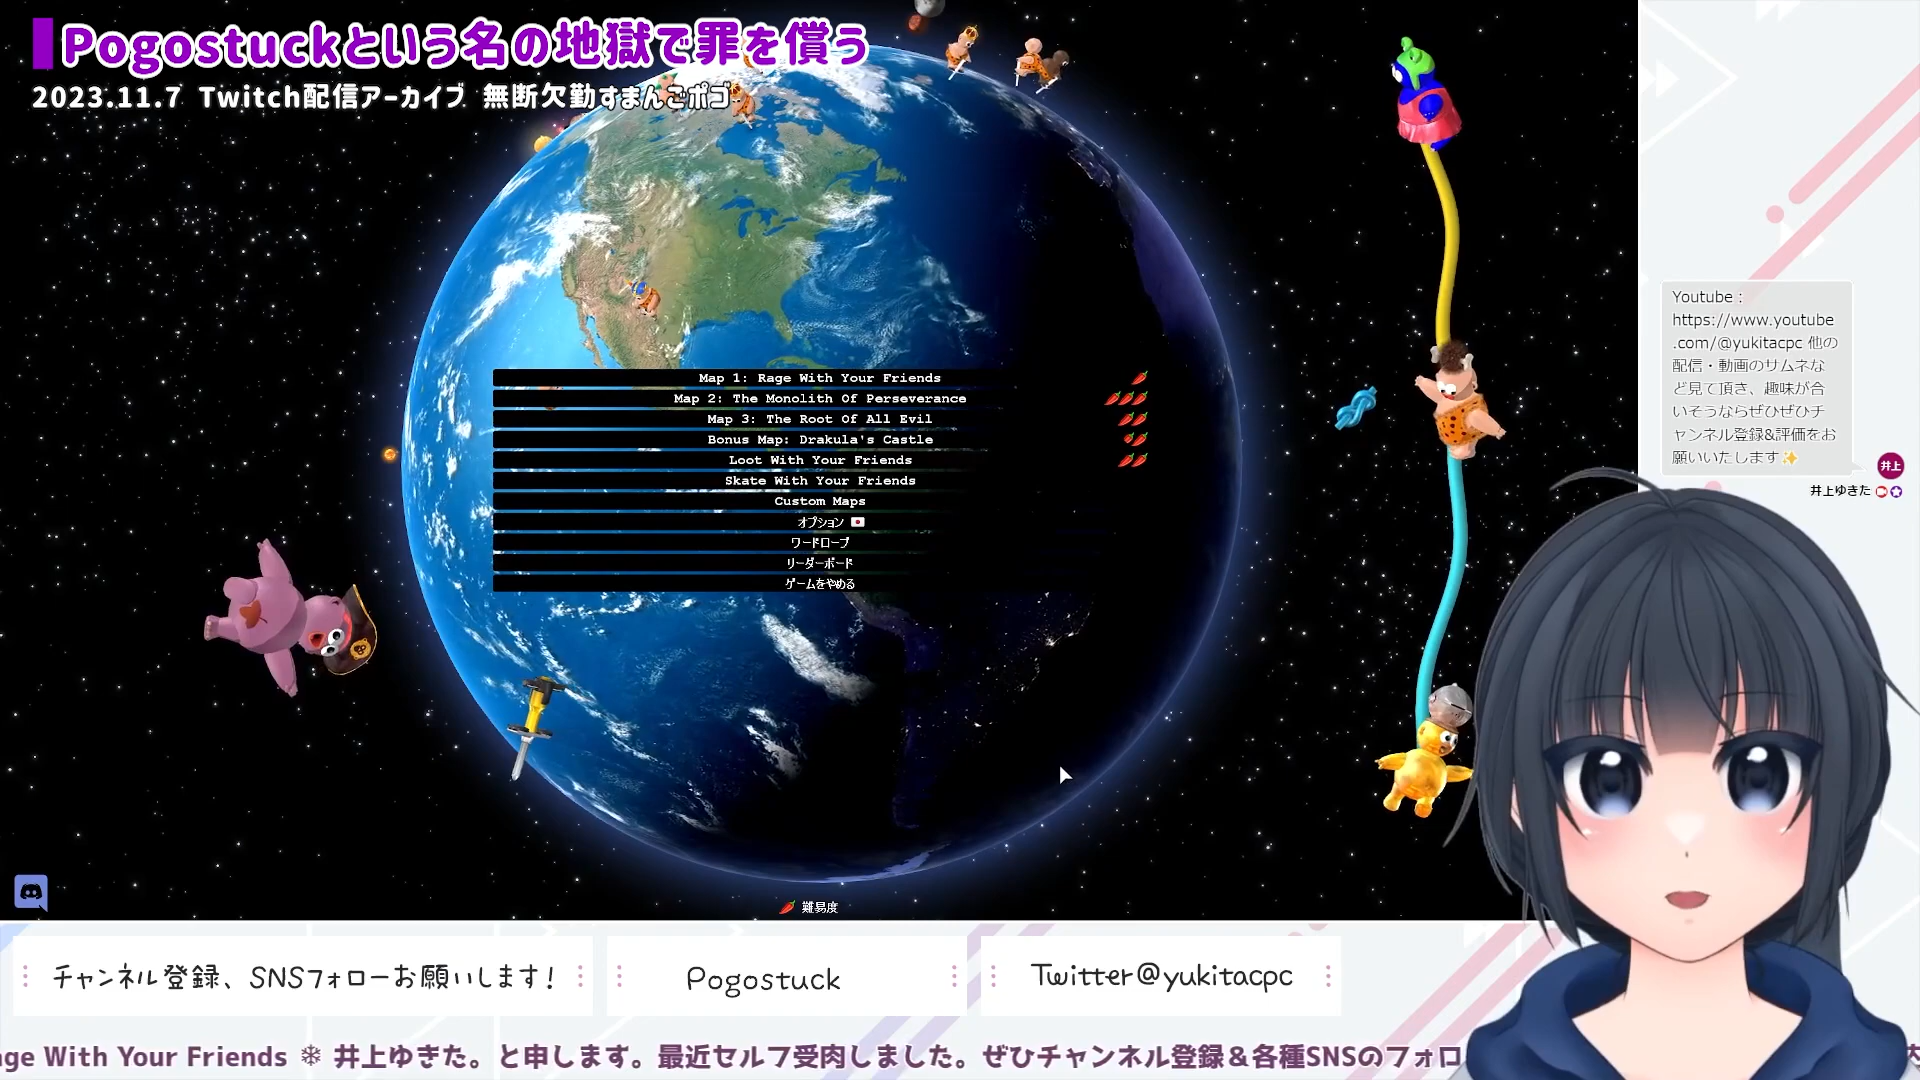 Pogostuckという名の地獄で罪を償う
2023.11.7 Twitch配信アーカイブ 無断欠勤すまんごポゴ
Map 1: Rage With Your Friends
Map 2: The Monolith Of Perseverance
Map 3: The Root Of All Evil
Bonus Map: Drakula's Castle
Loot With Your Friends
Skate With Your Friends
Custom Maps
オプション
ワードローブ
リーダーボード
ゲームをやめる
難易度
Youtube :
https://www.youtube
.com/@yukitacpc 他の
配信・動画のサムネな
ど見て頂き、趣味が合
いそうならぜひぜひチ
ャンネル登録&評価をお
願いいたします✨
井上
井上ゆきた
チャンネル登録、SNSフォローお願いします!
Pogostuck
Twitter@yukitacpc
age With Your Friends ❄ 井上ゆきた。と申します。最近セルフ受肉しました。ぜひチャンネル登録&各種SNSのフォロ